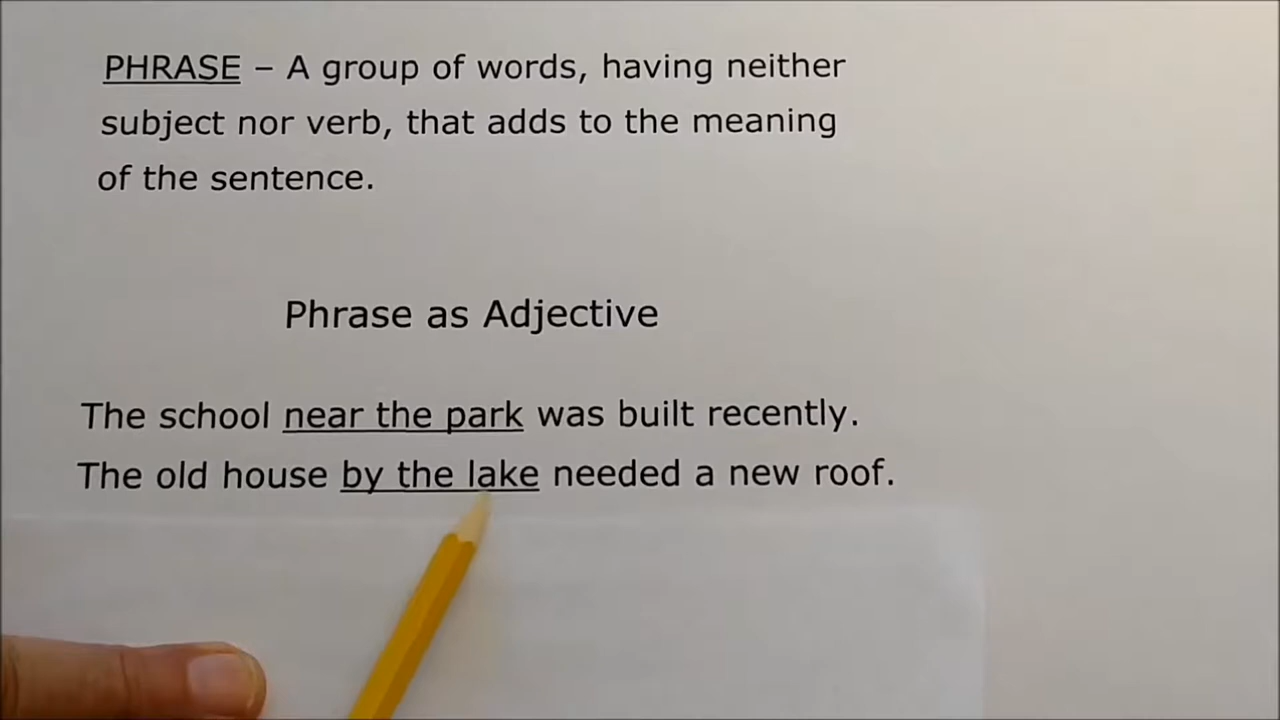 PHRASE – A group of words, having neither
subject nor verb, that adds to the meaning
of the sentence.
Phrase as Adjective
The school near the park was built recently.
The old house by the lake needed a new roof.